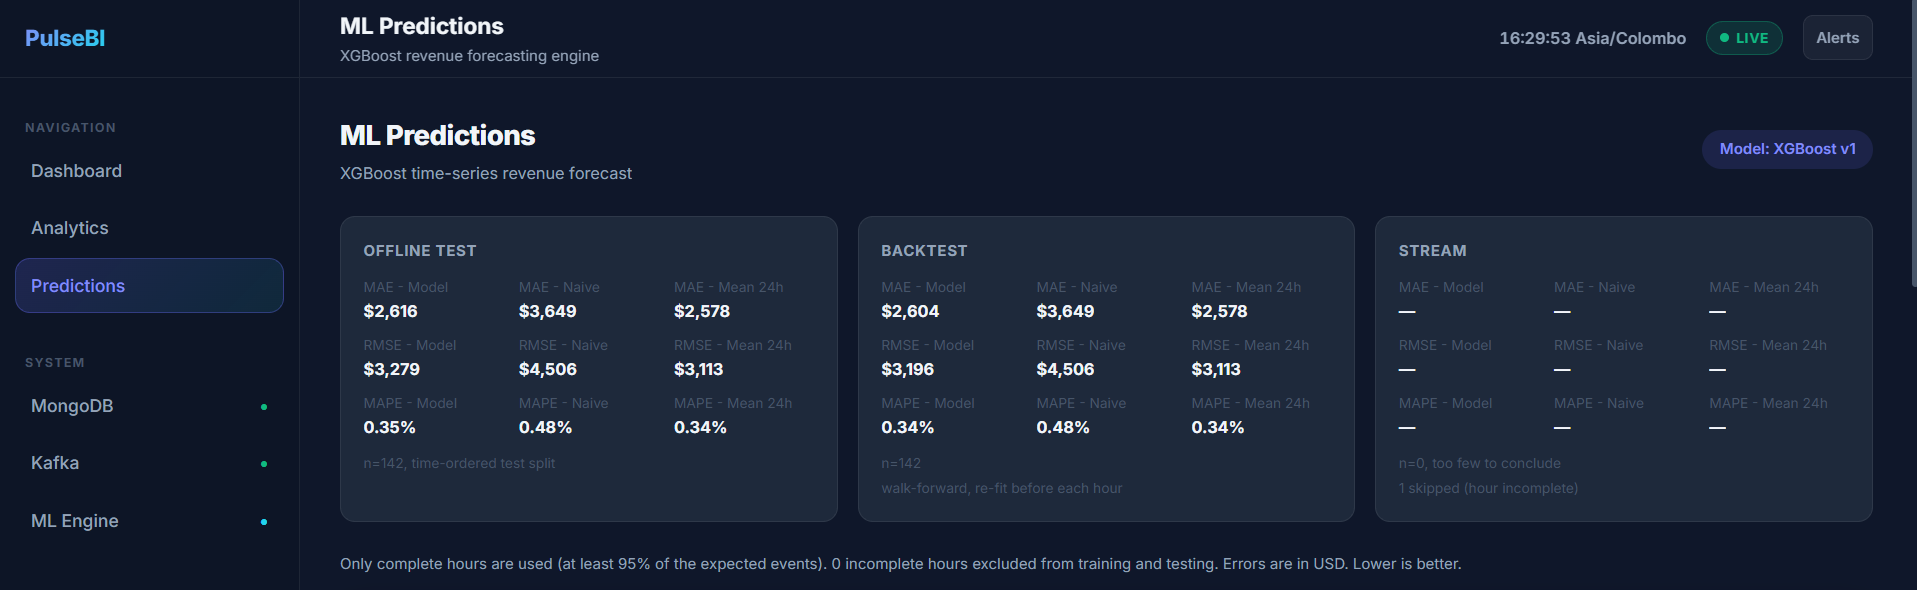 PulseBI
ML Predictions
XGBoost revenue forecasting engine
16:29:53 Asia/Colombo
LIVE
Alerts
NAVIGATION
Dashboard
Analytics
Predictions
SYSTEM
MongoDB
Kafka
ML Engine
ML Predictions
XGBoost time-series revenue forecast
Model: XGBoost v1
OFFLINE TEST
MAE - Model MAE - Naive MAE - Mean 24h
$2,616 $3,649 $2,578
RMSE - Model RMSE - Naive RMSE - Mean 24h
$3,279 $4,506 $3,113
MAPE - Model MAPE - Naive MAPE - Mean 24h
0.35% 0.48% 0.34%
n=142, time-ordered test split
BACKTEST
MAE - Model MAE - Naive MAE - Mean 24h
$2,604 $3,649 $2,578
RMSE - Model RMSE - Naive RMSE - Mean 24h
$3,196 $4,506 $3,113
MAPE - Model MAPE - Naive MAPE - Mean 24h
0.34% 0.48% 0.34%
n=142
walk-forward, re-fit before each hour
STREAM
MAE - Model MAE - Naive MAE - Mean 24h
— — —
RMSE - Model RMSE - Naive RMSE - Mean 24h
— — —
MAPE - Model MAPE - Naive MAPE - Mean 24h
— — —
n=0, too few to conclude
1 skipped (hour incomplete)
Only complete hours are used (at least 95% of the expected events). 0 incomplete hours excluded from training and testing. Errors are in USD. Lower is better.